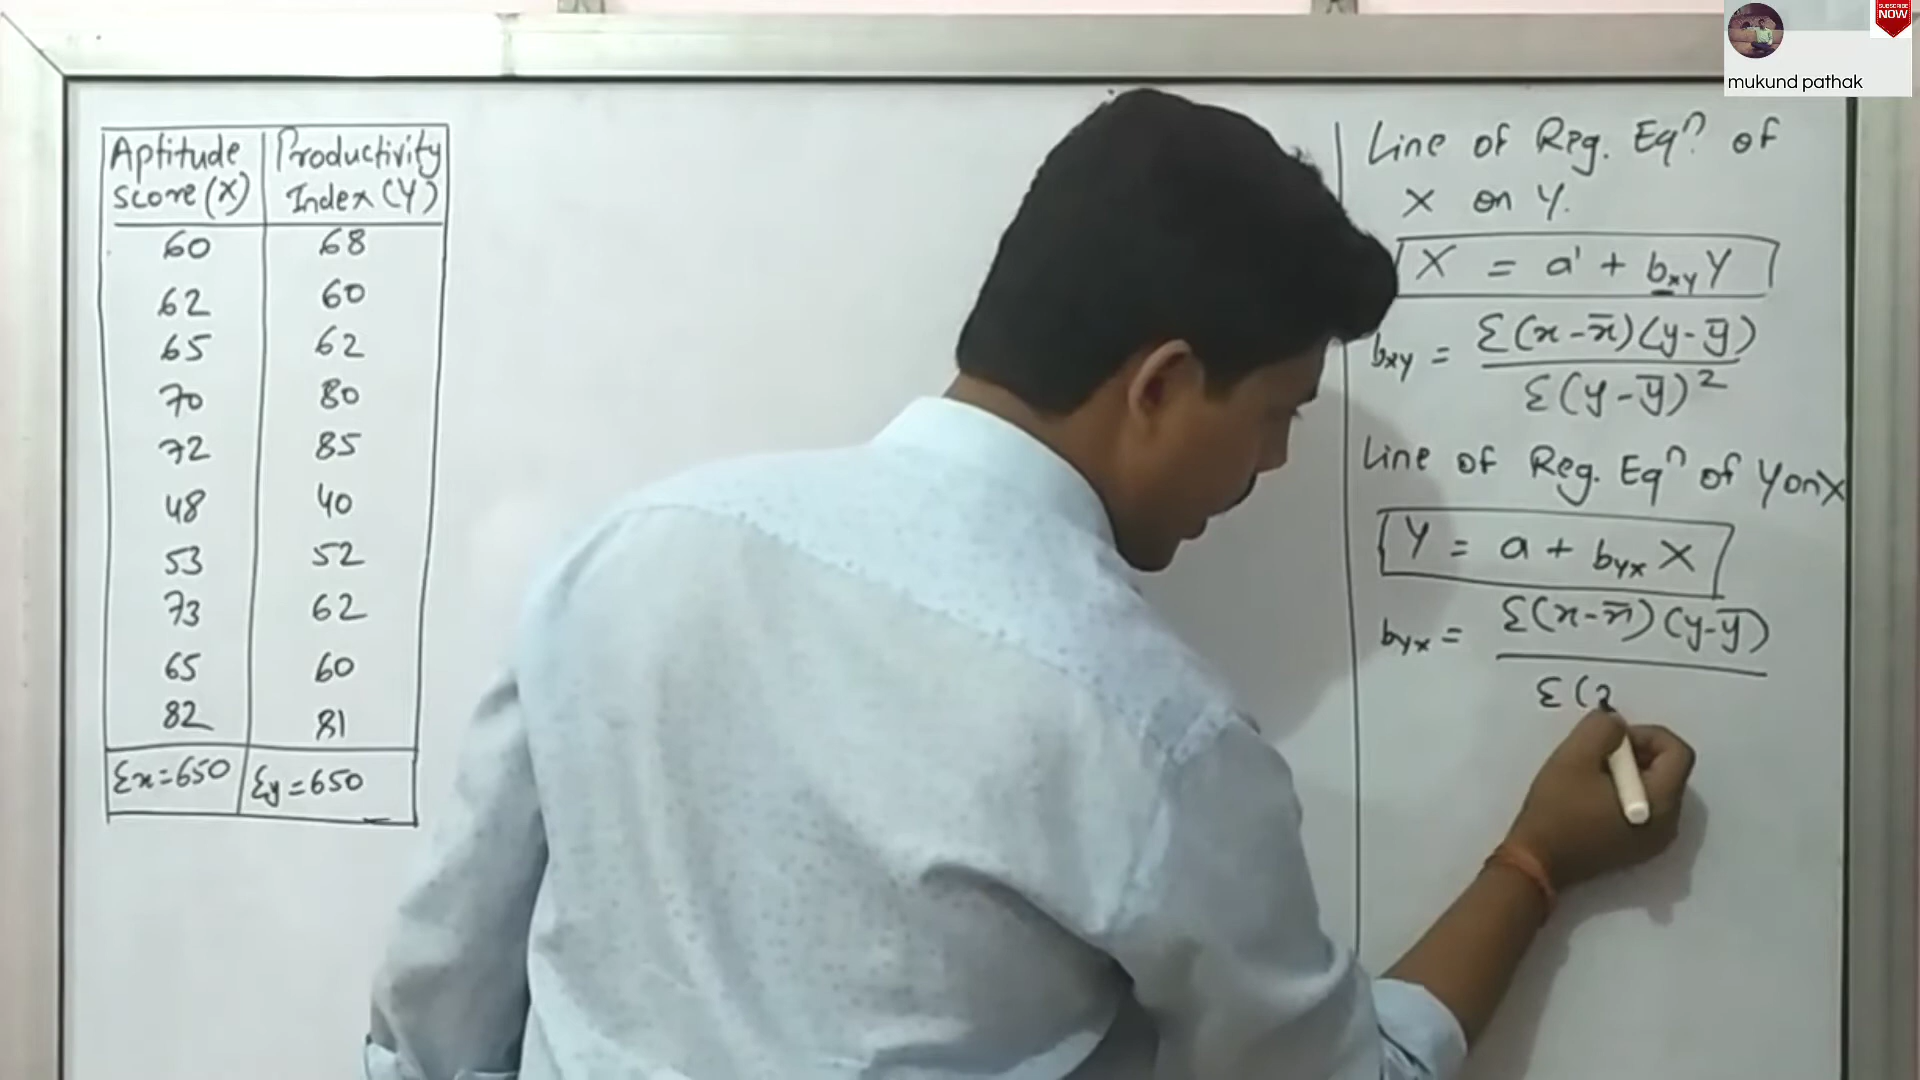 SUBSCRIBE
NOW
mukund pathak
Aptitude Productivity
Score (X) Index (Y)
60 68
62 60
65 62
70 80
72 85
48 40
53 52
73 62
65 60
82 81
Σx=650 Σy=650
Line of Reg. Eqⁿ of
X on Y.
X = a' + bxy Y
bxy = Σ(x-x̅)(y-y̅)
Σ(y-y̅)²
Line of Reg. Eqⁿ of Y on X
Y = a + byx X
byx = Σ(x-x̅)(y-y̅)
Σ(